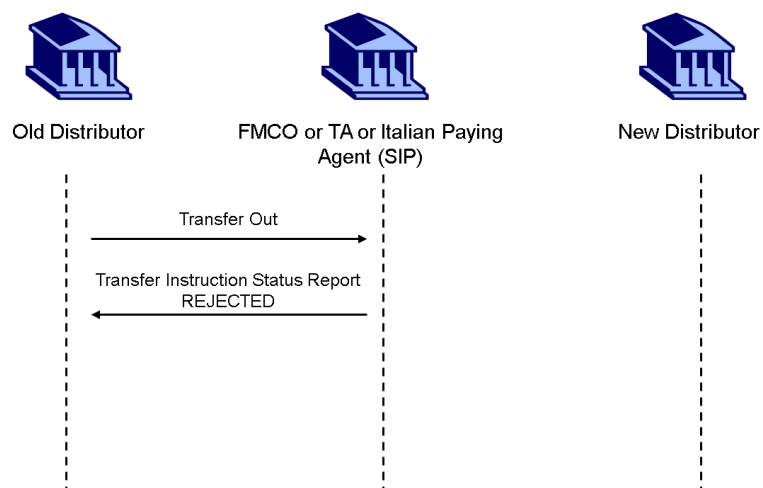 Old Distributor
FMCO or TA or Italian Paying
Agent (SIP)
New Distributor
Transfer Out
Transfer Instruction Status Report
REJECTED